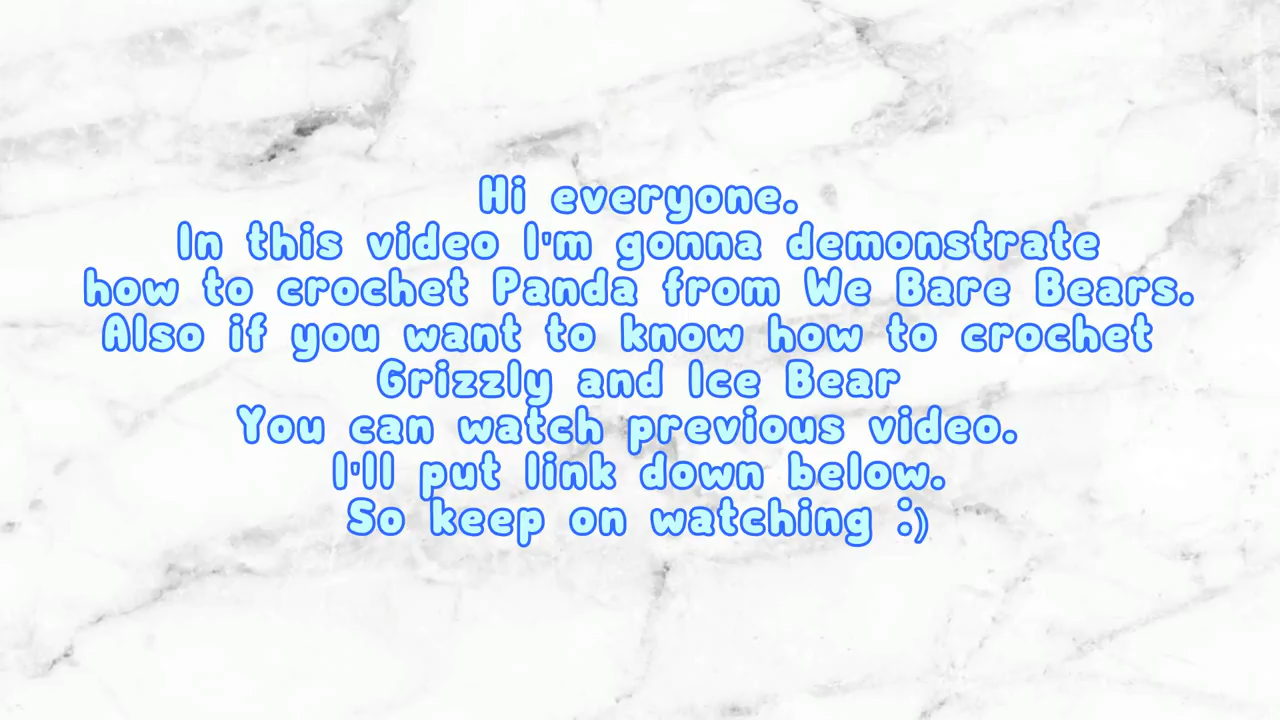 Hi everyone.
In this video I'm gonna demonstrate
how to crochet Panda from We Bare Bears.
Also if you want to know how to crochet
Grizzly and Ice Bear
You can watch previous video.
I'll put link down below.
So keep on watching :)